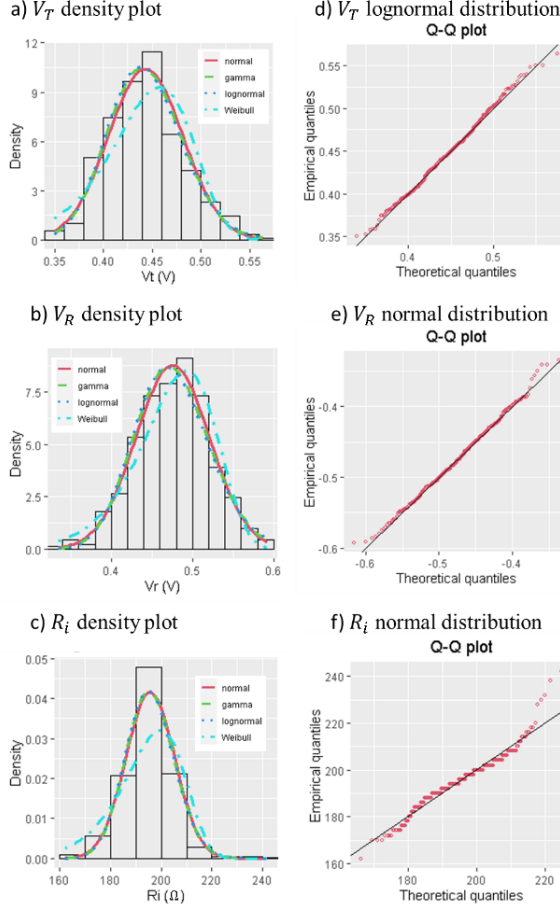 a) V_T density plot
12
9
6
3
0
Density
normal
gamma
lognormal
Weibull
0.35 0.40 0.45 0.50 0.55
Vt (V)
d) V_T lognormal distribution
Q-Q plot
0.55
0.50
0.45
0.40
0.35
Empirical quantiles
0.4 0.5
Theoretical quantiles
b) V_R density plot
7.5
5.0
2.5
0.0
Density
normal
gamma
lognormal
Weibull
0.4 0.5 0.6
Vr (V)
e) V_R normal distribution
Q-Q plot
-0.4
-0.5
-0.6
Empirical quantiles
-0.6 -0.5 -0.4
Theoretical quantiles
c) R_i density plot
0.05
0.04
0.03
0.02
0.01
0.00
Density
normal
gamma
lognormal
Weibull
160 180 200 220 240
Ri (Ω)
f) R_i normal distribution
Q-Q plot
240
220
200
180
160
Empirical quantiles
180 200 220
Theoretical quantiles